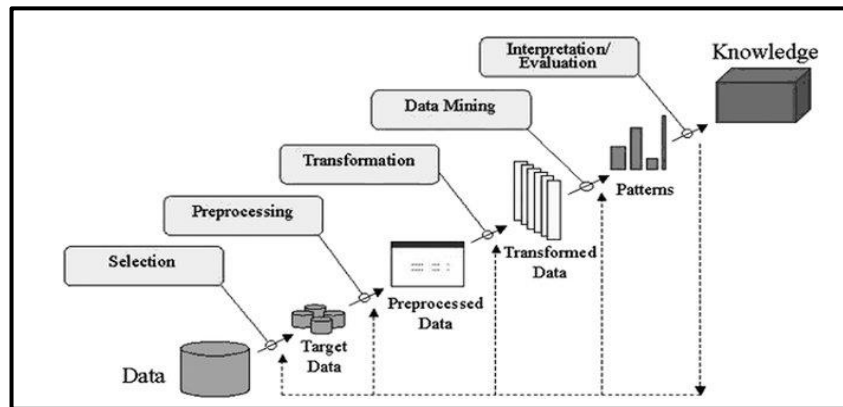 Interpretation/
Evaluation
Knowledge
Data Mining
Transformation
Patterns
Preprocessing
Transformed
Data
Selection
Preprocessed
Data
Target
Data
Data